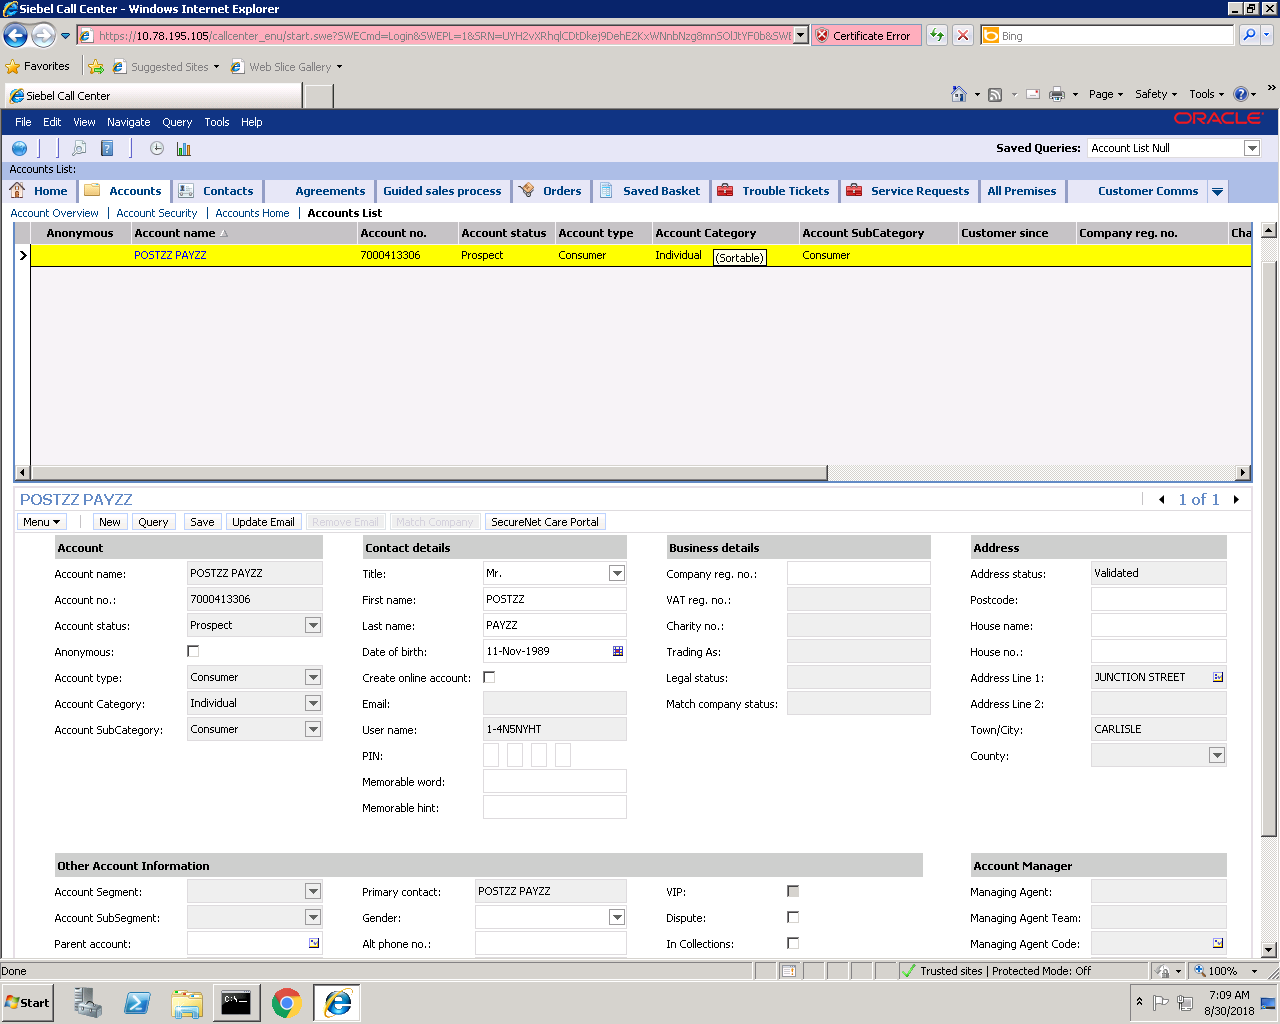 Siebel Call Center - Windows Internet Explorer
https://10.78.195.105/callcenter_enu/start.swe?SWECmd=Login&SWEPL=1&SRN=UYH2vXRhqlCDtDkej9DehE2KxWNnbNzg8mnSOlJtYF0b&SWE
Certificate Error
Bing
Favorites Suggested Sites Web Slice Gallery
Siebel Call Center
Page Safety Tools
File Edit View Navigate Query Tools Help
ORACLE
Saved Queries: Account List Null
Accounts List:
Home Accounts Contacts Agreements Guided sales process Orders Saved Basket Trouble Tickets Service Requests All Premises Customer Comms
Account Overview | Account Security | Accounts Home | Accounts List
Anonymous Account name Account no. Account status Account type Account Category Account SubCategory Customer since Company reg. no. Cha
POSTZZ PAYZZ 7000413306 Prospect Consumer Individual (Sortable) Consumer
POSTZZ PAYZZ 1 of 1
Menu New Query Save Update Email Remove Email Match Company SecureNet Care Portal
Account Contact details Business details Address
Account name: POSTZZ PAYZZ Title: Mr. Company reg. no.: Address status: Validated
Account no.: 7000413306 First name: POSTZZ VAT reg. no.: Postcode:
Account status: Prospect Last name: PAYZZ Charity no.: House name:
Anonymous: Date of birth: 11-Nov-1989 Trading As: House no.:
Account type: Consumer Create online account: Legal status: Address Line 1: JUNCTION STREET
Account Category: Individual Email: Match company status: Address Line 2:
Account SubCategory: Consumer User name: 1-4N5NYHT Town/City: CARLISLE
PIN: County:
Memorable word:
Memorable hint:
Other Account Information Account Manager
Account Segment: Primary contact: POSTZZ PAYZZ VIP: Managing Agent:
Account SubSegment: Gender: Dispute: Managing Agent Team:
Parent account: Alt phone no.: In Collections: Managing Agent Code:
Done Trusted sites | Protected Mode: Off 100%
Start 7:09 AM
8/30/2018